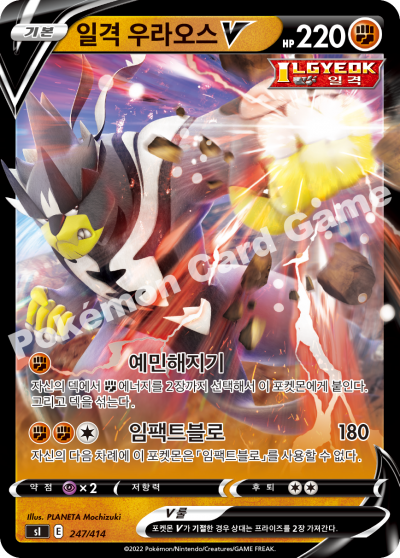 기본
일격 우라오스 V
HP 220
ILGYEOK
일격
Pokémon Card Game
예민해지기
자신의 덱에서 에너지를 2장까지 선택해서 이 포켓몬에게 붙인다.
그리고 덱을 섞는다.
임팩트블로 180
자신의 다음 차례에 이 포켓몬은 「임팩트블로」를 사용할 수 없다.
약점 ×2 저항력 후퇴
Illus. PLANETA Mochizuki
sI E 247/414
V 룰
포켓몬 V가 기절한 경우 상대는 프라이즈를 2장 가져간다.
©2022 Pokémon/Nintendo/Creatures/GAME FREAK.